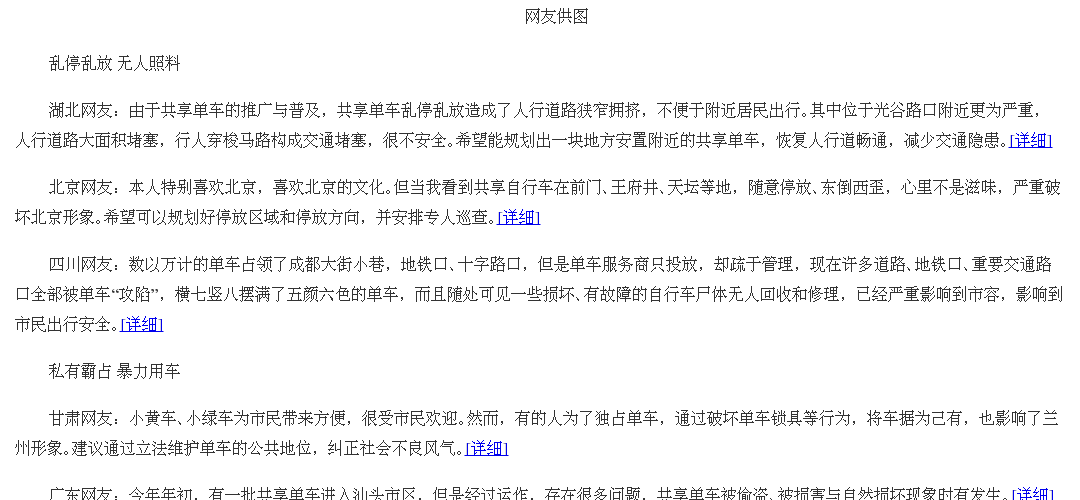 网友供图
乱停乱放 无人照料
湖北网友：由于共享单车的推广与普及，共享单车乱停乱放造成了人行道路狭窄拥挤，不便于附近居民出行。其中位于光谷路口附近更为严重，
人行道路大面积堵塞，行人穿梭马路构成交通堵塞，很不安全。希望能规划出一块地方安置附近的共享单车，恢复人行道畅通，减少交通隐患。[详细]
北京网友：本人特别喜欢北京，喜欢北京的文化。但当我看到共享自行车在前门、王府井、天坛等地，随意停放、东倒西歪，心里不是滋味，严重破
坏北京形象。希望可以规划好停放区域和停放方向，并安排专人巡查。[详细]
四川网友：数以万计的单车占领了成都大街小巷，地铁口、十字路口，但是单车服务商只投放，却疏于管理，现在许多道路、地铁口、重要交通路
口全部被单车“攻陷”，横七竖八摆满了五颜六色的单车，而且随处可见一些损坏、有故障的自行车尸体无人回收和修理，已经严重影响到市容，影响到
市民出行安全。[详细]
私有霸占 暴力用车
甘肃网友：小黄车、小绿车为市民带来方便，很受市民欢迎。然而，有的人为了独占单车，通过破坏单车锁具等行为，将车据为己有，也影响了兰
州形象。建议通过立法维护单车的公共地位，纠正社会不良风气。[详细]
广东网友：今年年初，有一批共享单车进入汕头市区，但是经过运作，存在很多问题，共享单车被偷盗、被损害与自然损坏现象时有发生。[详细]